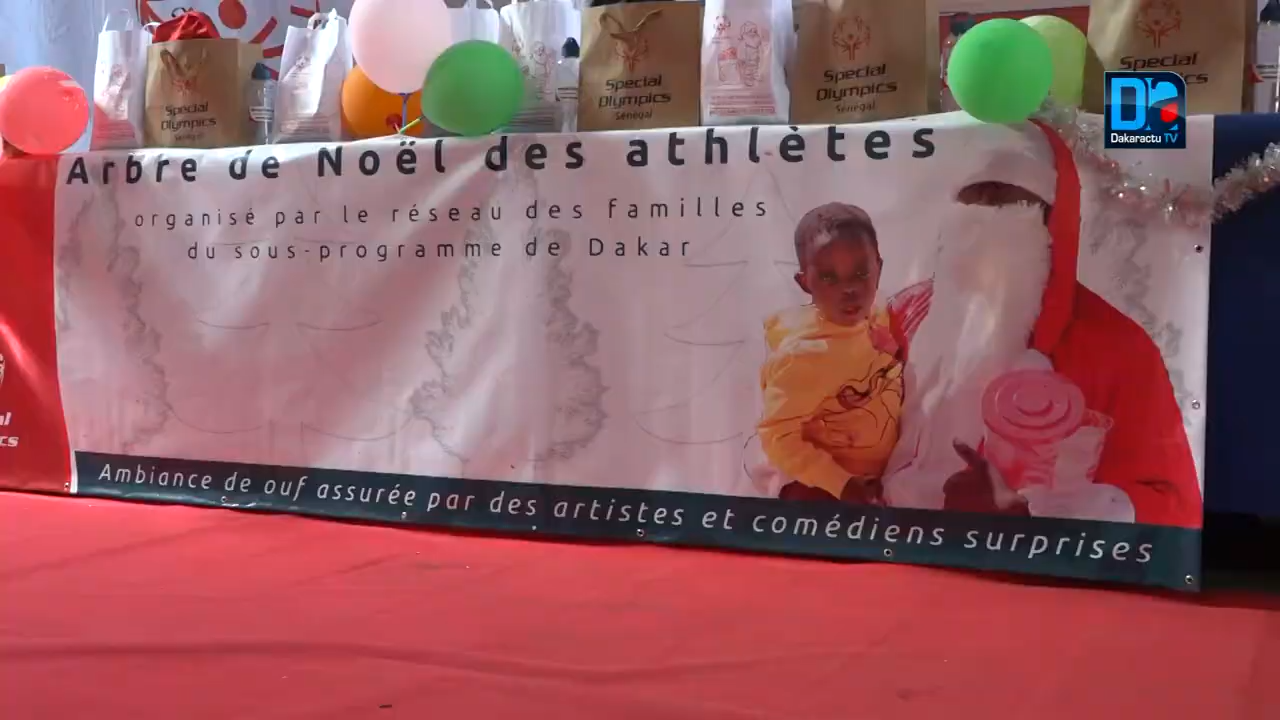 Special
Olympics
Sénégal
Special
Olympics
Sénégal
Special
Olympics
Sénégal
Special
D
Dakaractu TV
Arbre de Noël des athlètes
organisé par le réseau des familles
du sous-programme de Dakar
Ambiance de ouf assurée par des artistes et comédiens surprises